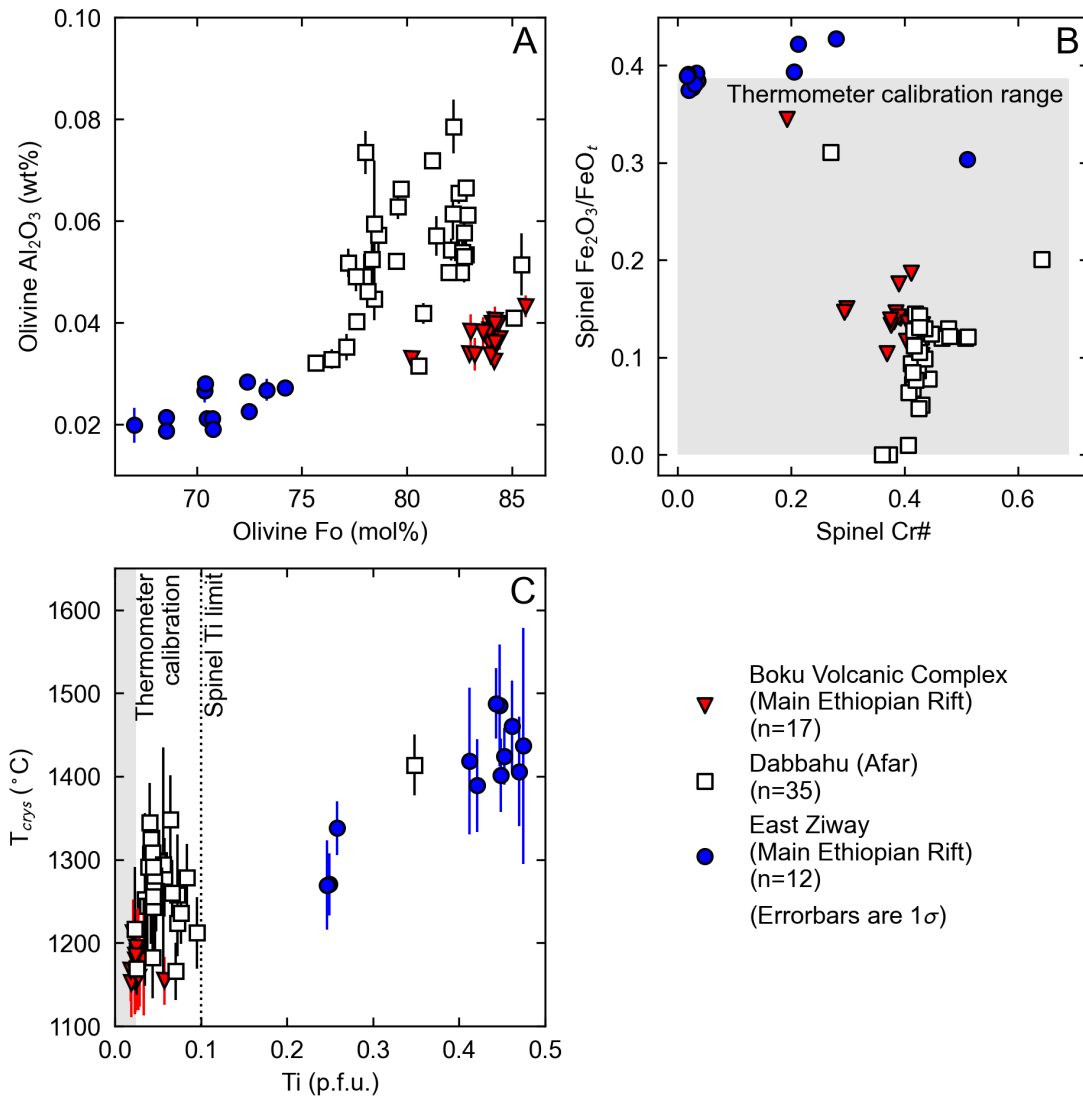 A
0.10
0.08
0.06
0.04
0.02
Olivine Al₂O₃ (wt%)
70
75
80
85
Olivine Fo (mol%)
B
0.4
0.3
0.2
0.1
0.0
Spinel Fe₂O₃/FeOₜ
Thermometer calibration range
0.0
0.2
0.4
0.6
Spinel Cr#
C
1600
1500
1400
1300
1200
1100
T_crys (°C)
Thermometer
calibration
Spinel Ti limit
0.0
0.1
0.2
0.3
0.4
0.5
Ti (p.f.u.)
Boku Volcanic Complex
(Main Ethiopian Rift)
(n=17)
Dabbahu (Afar)
(n=35)
East Ziway
(Main Ethiopian Rift)
(n=12)
(Errorbars are 1σ)